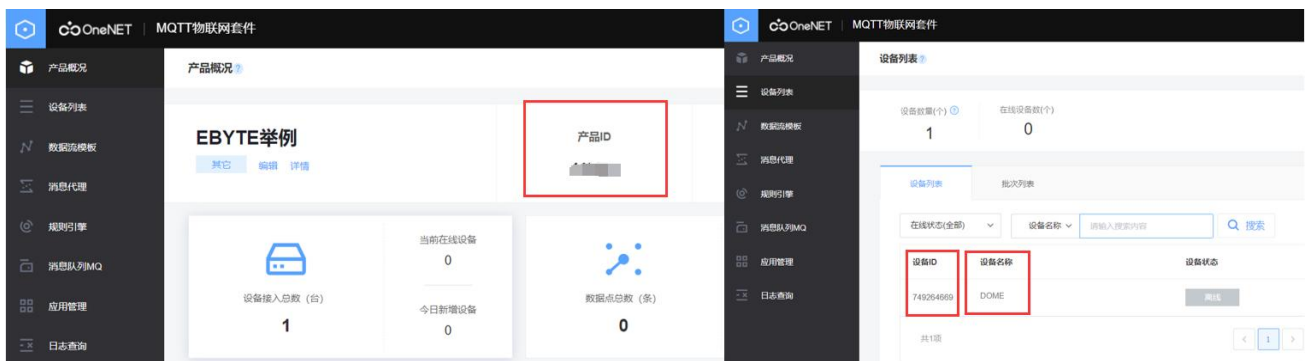 OneNET | MQTT物联网套件
产品概况
设备列表
数据流模板
消息代理
规则引擎
消息队列MQ
应用管理
日志查询
产品概况
EBYTE举例
其它 编辑 详情
产品ID
设备接入总数（台）
1
当前在线设备
0
今日新增设备
0
数据点总数（条）
0
OneNET | MQTT物联网套件
产品概况
设备列表
数据流模板
消息代理
规则引擎
消息队列MQ
应用管理
日志查询
设备列表
设备数量(个)
1
在线设备数(个)
0
设备列表 批次列表
在线状态(全部) 设备名称 请输入搜索内容 搜索
设备ID 设备名称 设备状态
749264669 DOME 离线
共1项
< 1 >